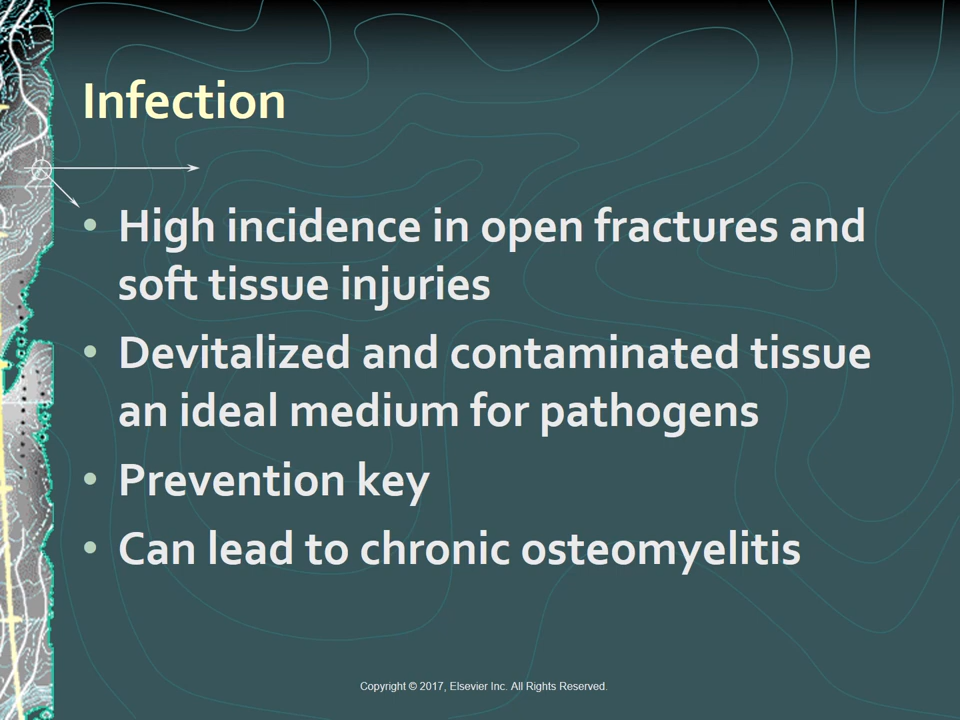 Infection
• High incidence in open fractures and
soft tissue injuries
• Devitalized and contaminated tissue
an ideal medium for pathogens
• Prevention key
• Can lead to chronic osteomyelitis
Copyright © 2017, Elsevier Inc. All Rights Reserved.